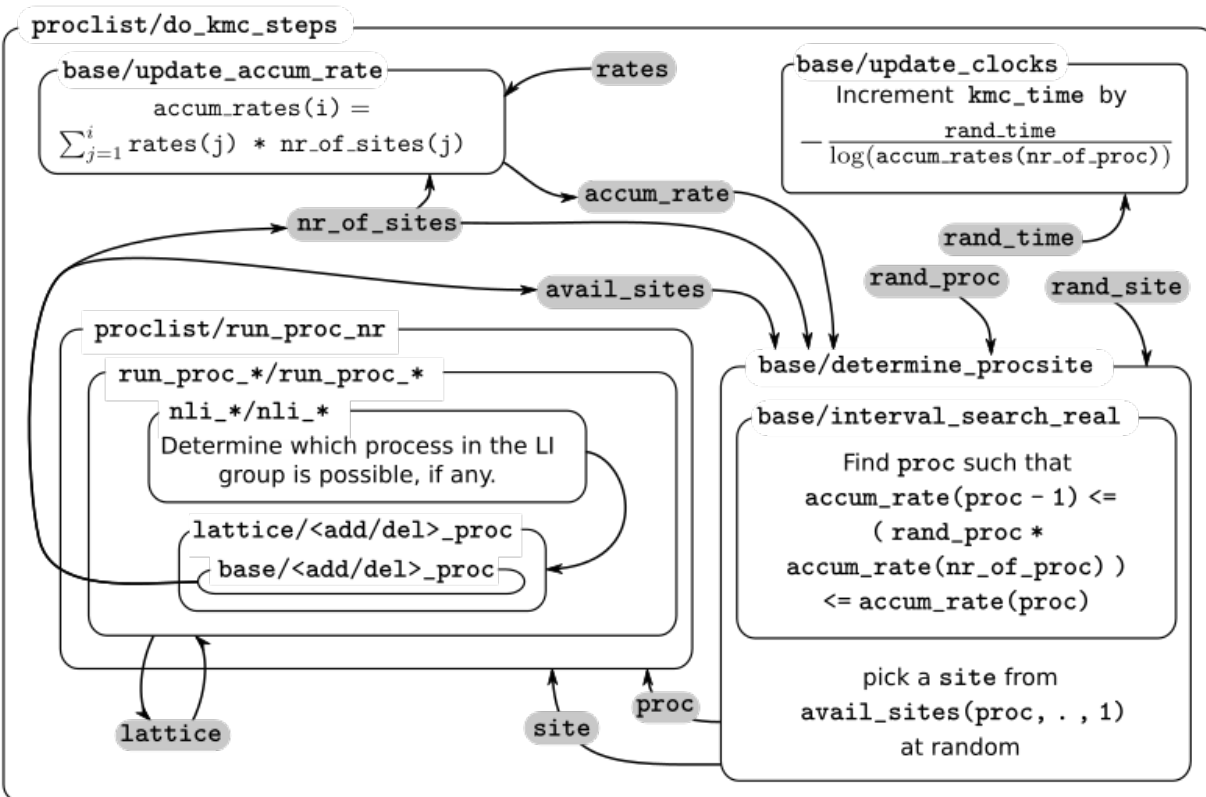 proclist/do_kmc_steps
base/update_accum_rate
accum_rates(i) =
∑_{j=1}^{i} rates(j) * nr_of_sites(j)
rates
base/update_clocks
Increment kmc_time by
− rand_time / log(accum_rates(nr_of_proc))
accum_rate
nr_of_sites
rand_time
rand_proc
rand_site
avail_sites
proclist/run_proc_nr
run_proc_*/run_proc_*
nli_*/nli_*
Determine which process in the LI
group is possible, if any.
lattice/<add/del>_proc
base/<add/del>_proc
base/determine_procsite
base/interval_search_real
Find proc such that
accum_rate(proc - 1) <=
( rand_proc *
accum_rate(nr_of_proc) )
<= accum_rate(proc)
pick a site from
avail_sites(proc, . , 1)
at random
proc
site
lattice